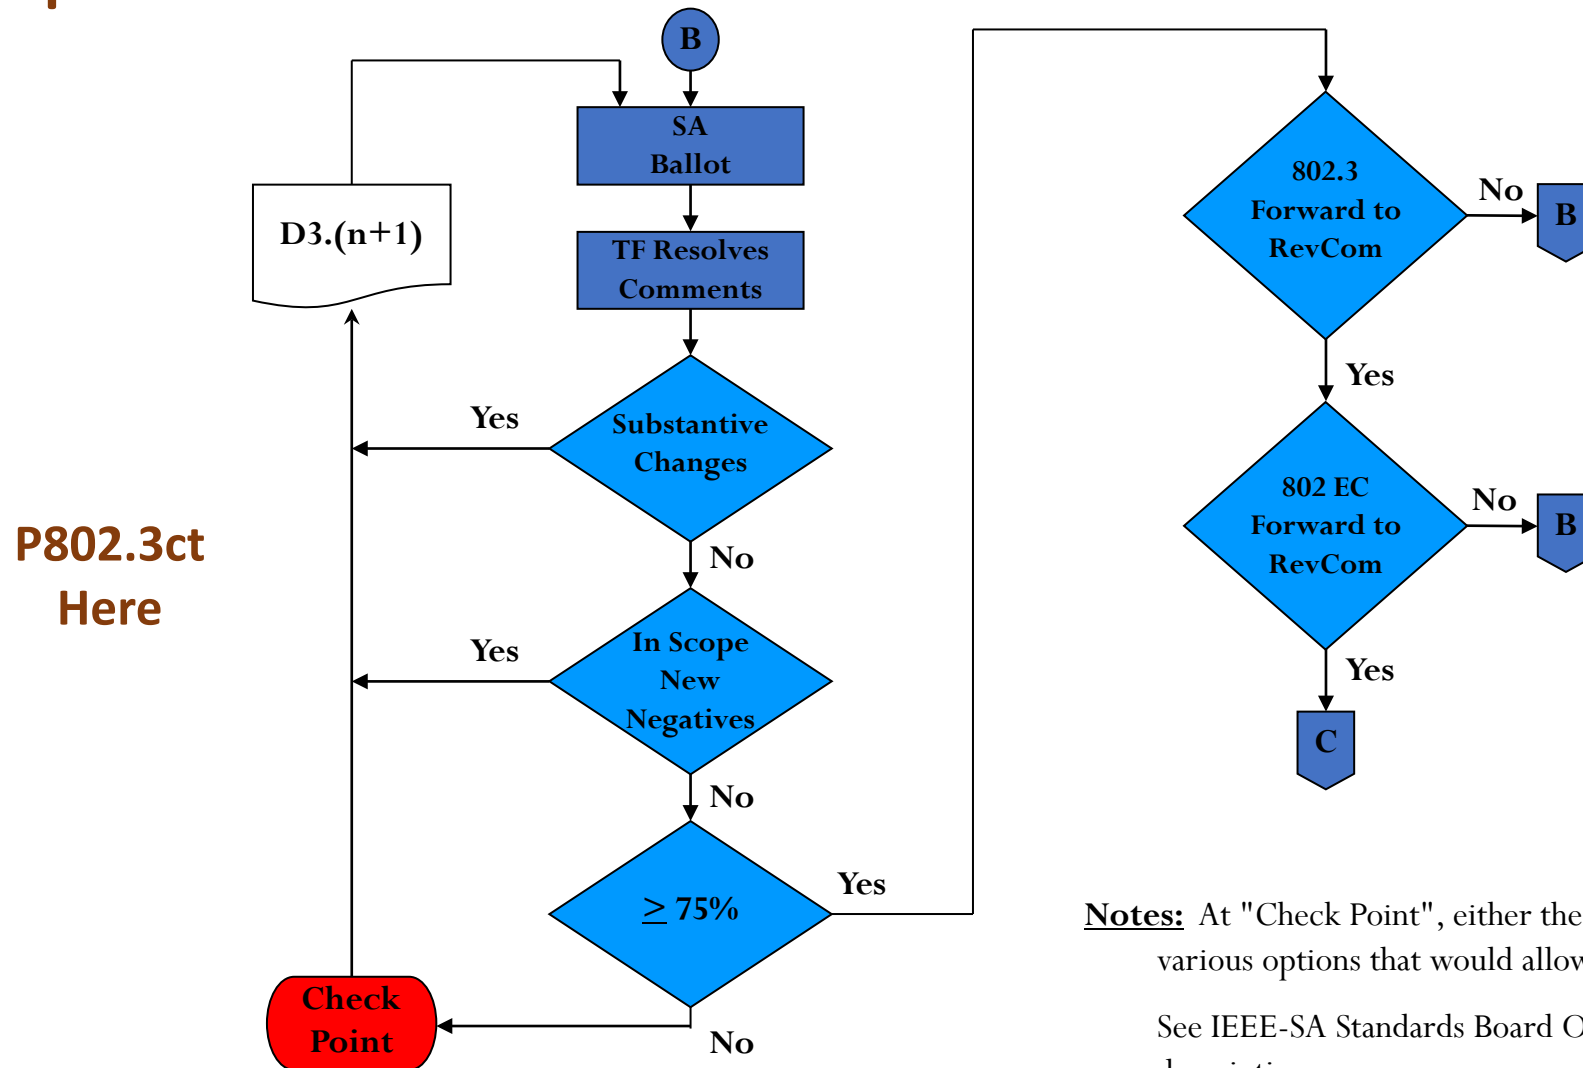 B
SA
Ballot
D3.(n+1)
TF Resolves
Comments
Yes
Substantive
Changes
No
P802.3ct
Here
Yes
In Scope
New
Negatives
No
≥ 75%
Yes
Check
Point
No
802.3
Forward to
RevCom
No
B
Yes
802 EC
Forward to
RevCom
No
B
Yes
C
Notes: At "Check Point", either the
various options that would allow
See IEEE-SA Standards Board O